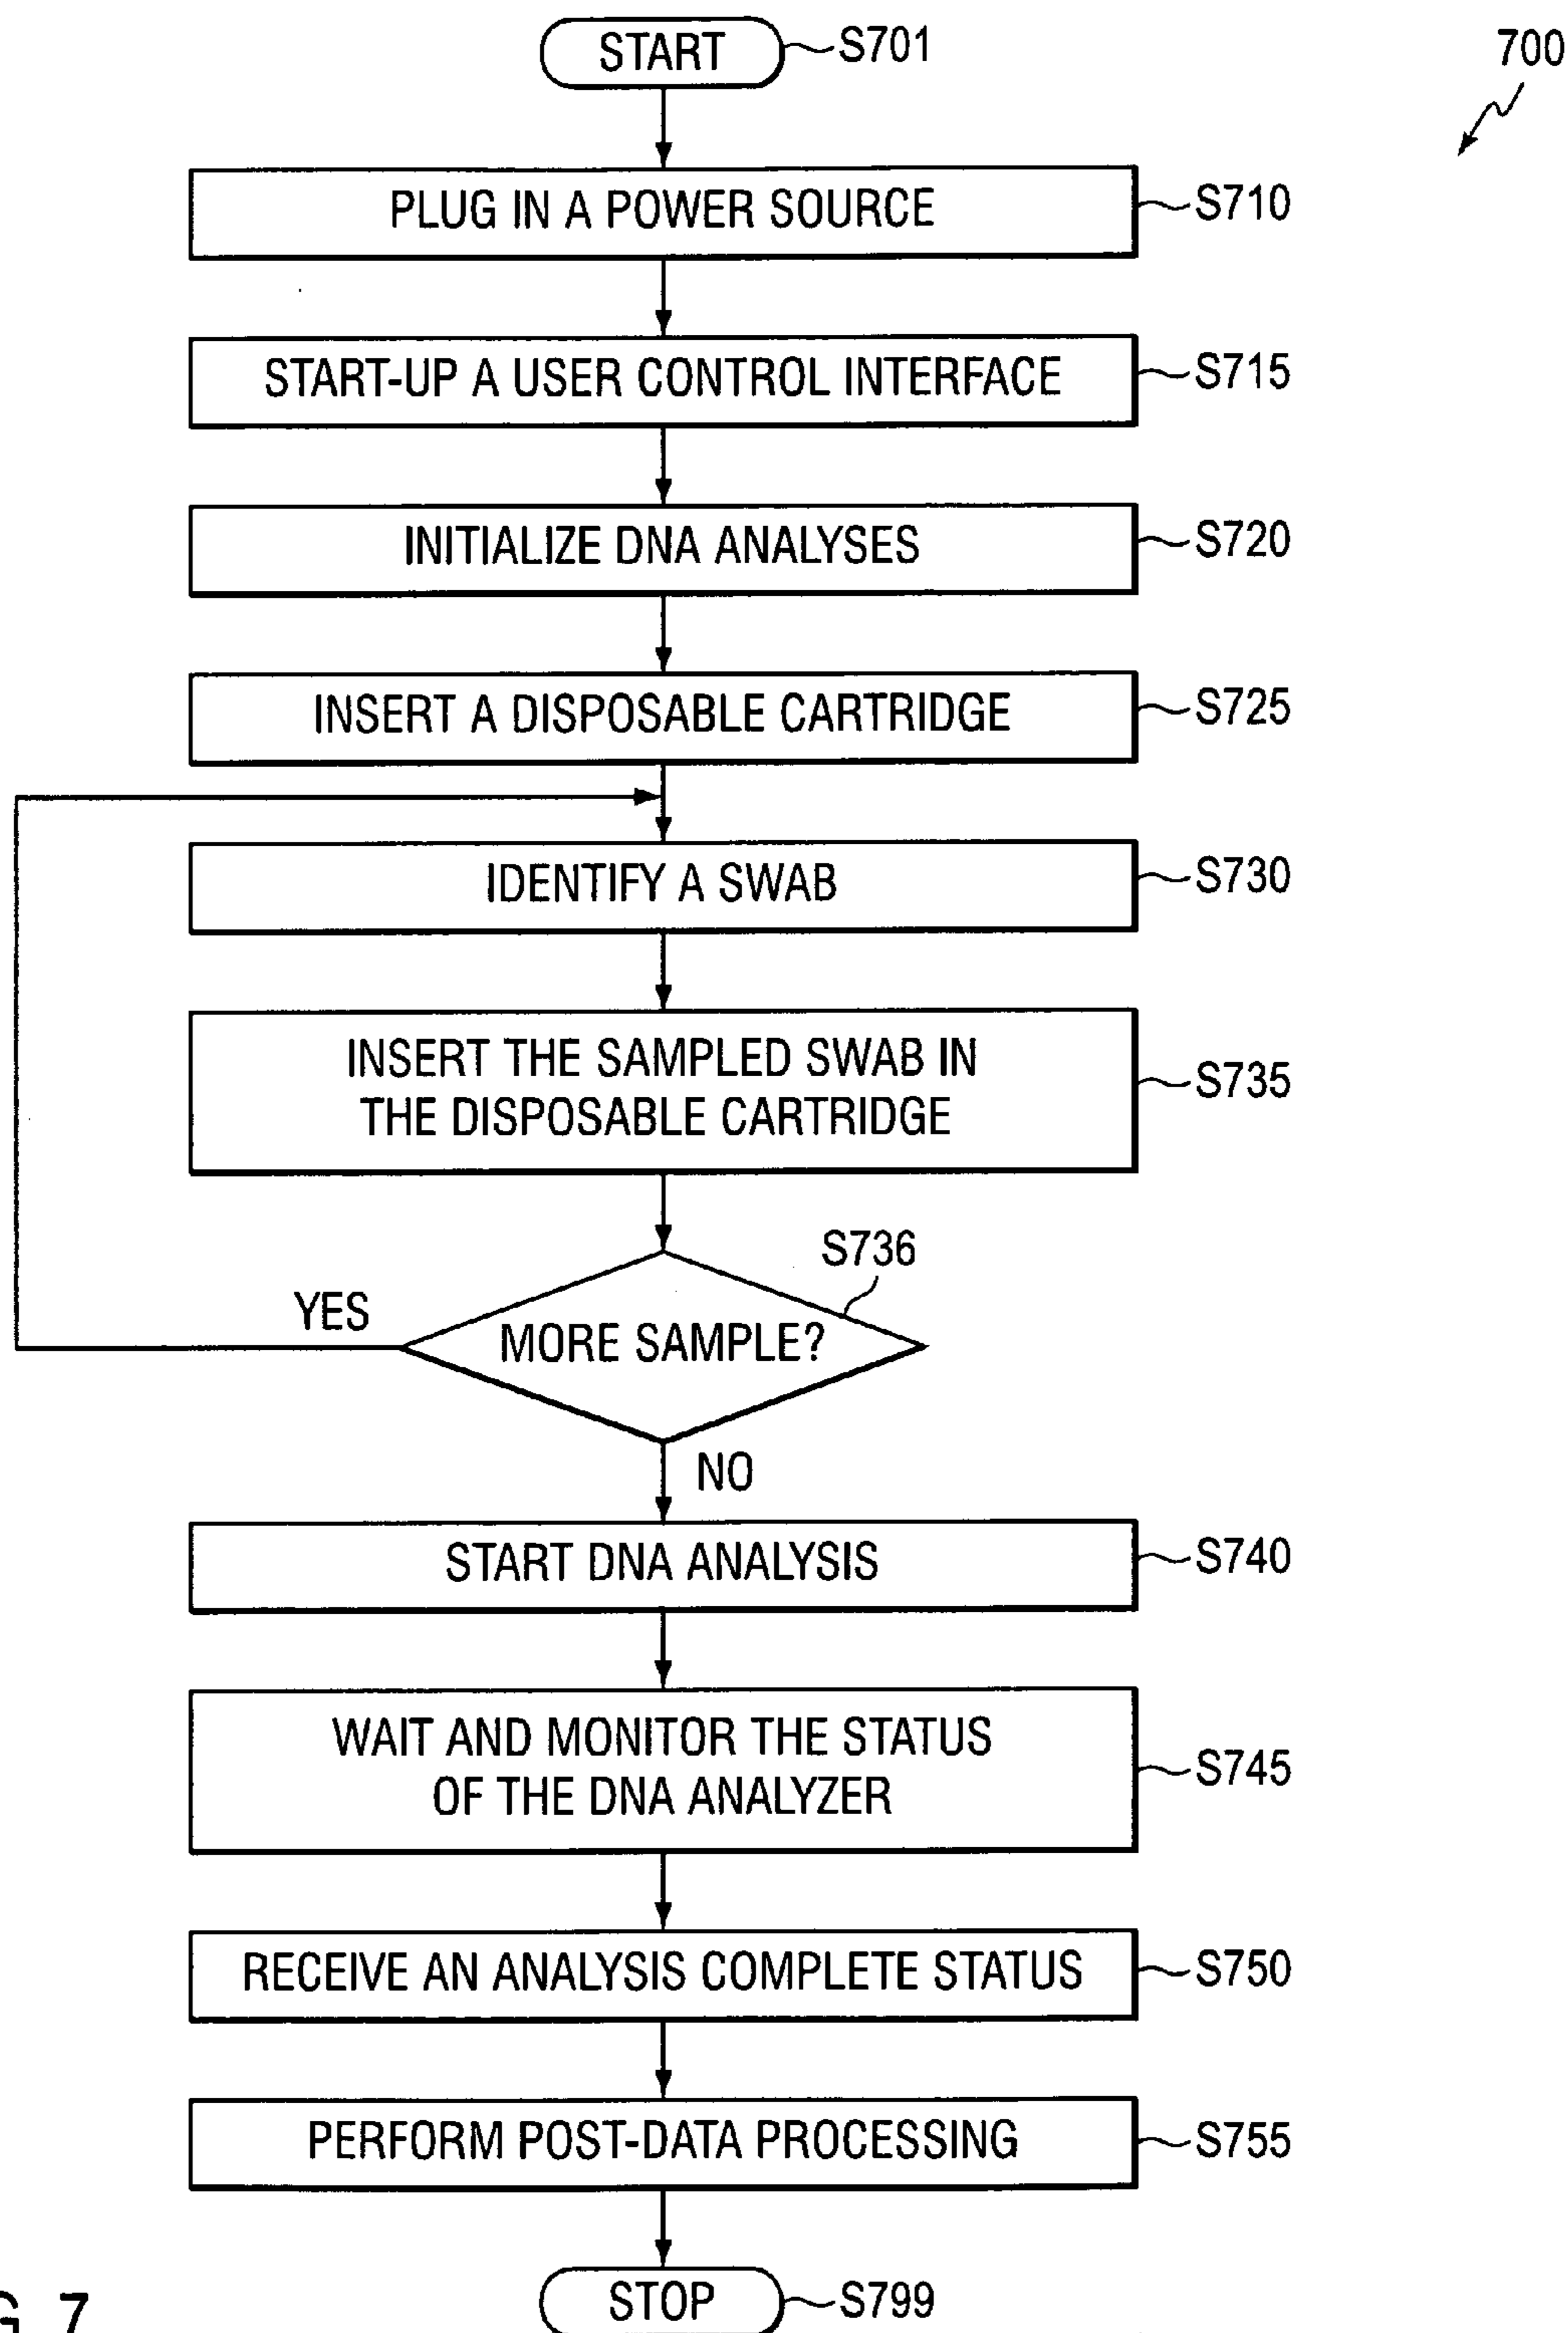 START S701
700
PLUG IN A POWER SOURCE S710
START-UP A USER CONTROL INTERFACE S715
INITIALIZE DNA ANALYSES S720
INSERT A DISPOSABLE CARTRIDGE S725
IDENTIFY A SWAB S730
INSERT THE SAMPLED SWAB IN
THE DISPOSABLE CARTRIDGE S735
S736
YES
MORE SAMPLE?
NO
START DNA ANALYSIS S740
WAIT AND MONITOR THE STATUS
OF THE DNA ANALYZER S745
RECEIVE AN ANALYSIS COMPLETE STATUS S750
PERFORM POST-DATA PROCESSING S755
STOP S799
7